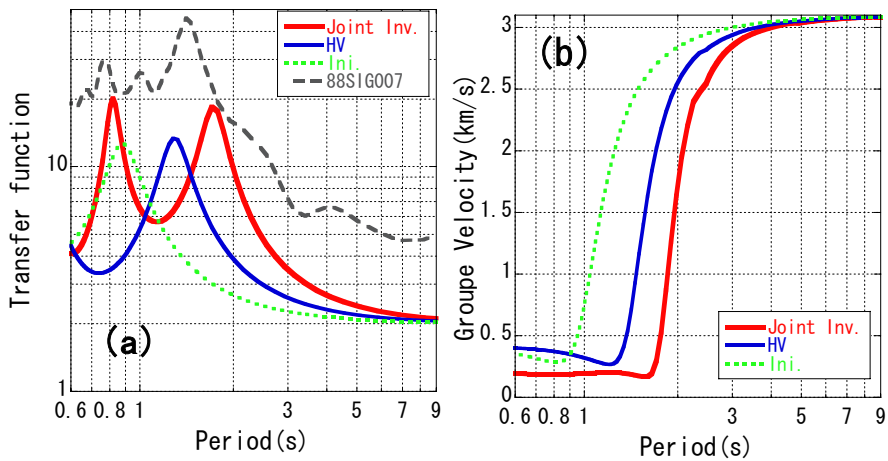 Joint Inv.
HV
Ini.
88SIG007
(a)
Transfer function
10
1
0.6 0.8 1 3 5 7 9
Period(s)
(b)
Groupe Velocity(km/s)
3
2.5
2
1.5
1
0.5
0
Joint Inv.
HV
Ini.
0.6 0.8 1 3 5 7 9
Period(s)